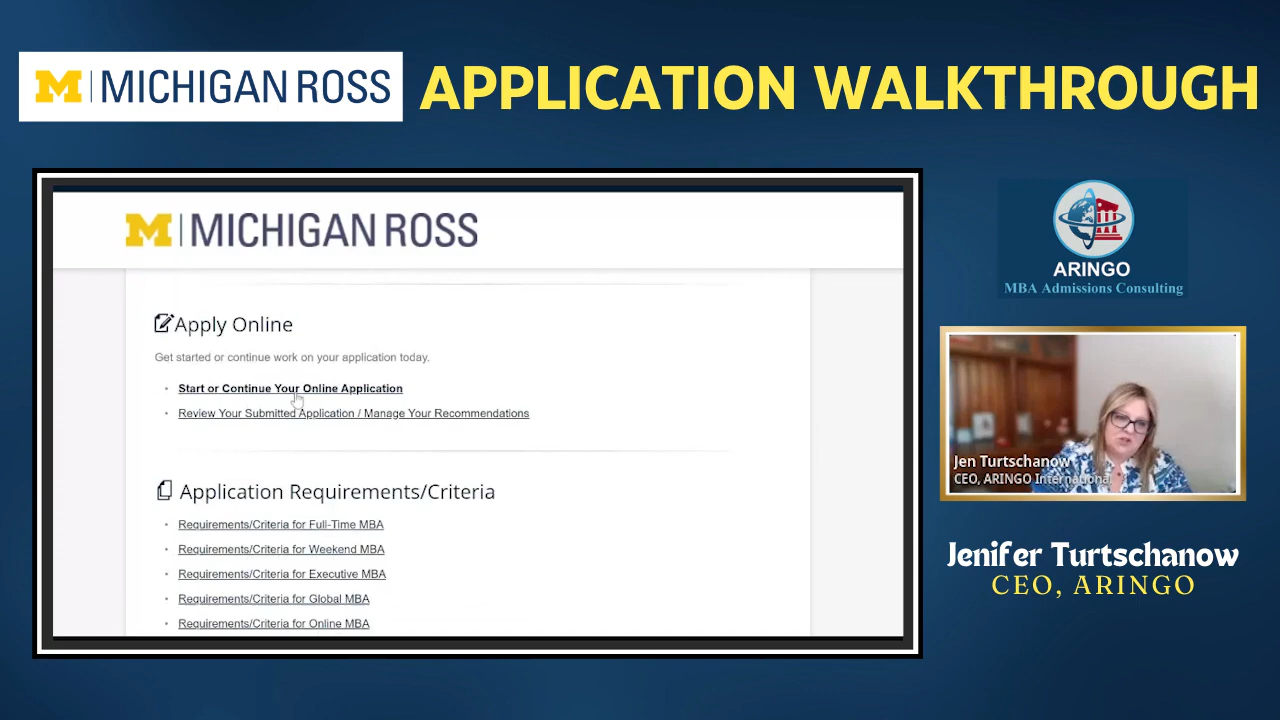 M | MICHIGAN ROSS APPLICATION WALKTHROUGH
M | MICHIGAN ROSS
Apply Online
Get started or continue work on your application today.
• Start or Continue Your Online Application
• Review Your Submitted Application / Manage Your Recommendations
Application Requirements/Criteria
• Requirements/Criteria for Full-Time MBA
• Requirements/Criteria for Weekend MBA
• Requirements/Criteria for Executive MBA
• Requirements/Criteria for Global MBA
• Requirements/Criteria for Online MBA
ARINGO
MBA Admissions Consulting
Jen Turtschanow
CEO, ARINGO International
Jenifer Turtschanow
CEO, ARINGO